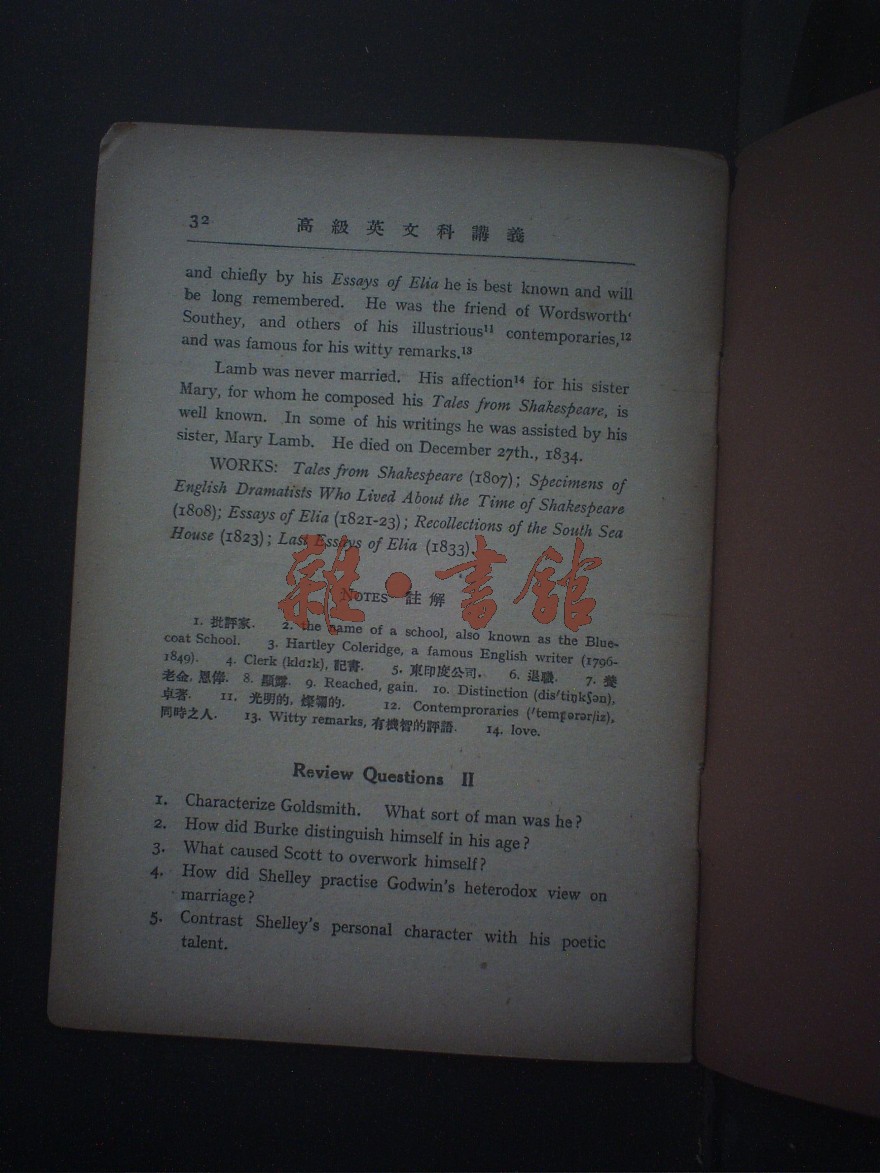 32 高級英文科講義
and chiefly by his Essays of Elia he is best known and will
be long remembered. He was the friend of Wordsworth‘
Southey, and others of his illustrious¹¹ contemporaries,¹²
and was famous for his witty remarks.¹³
Lamb was never married. His affection¹⁴ for his sister
Mary, for whom he composed his Tales from Shakespeare, is
well known. In some of his writings he was assisted by his
sister, Mary Lamb. He died on December 27th., 1834.
WORKS: Tales from Shakespeare (1807); Specimens of
English Dramatists Who Lived About the Time of Shakespeare
(1808); Essays of Elia (1821-23); Recollections of the South Sea
House (1823); Last Essays of Elia (1833).
雜·書館
NOTES 註解
1. 批評家. 2. the name of a school, also known as the Blue-
coat School. 3. Hartley Coleridge, a famous English writer (1796-
1849). 4. Clerk (klɑ:k), 記書. 5. 東印度公司. 6. 退職. 7. 養
老金, 恩俸. 8. 顯露. 9. Reached, gain. 10. Distinction (dis'tiŋkʃən),
卓著. 11. 光明的, 燦爛的. 12. Contemproraries
同時之人. 13. Witty remarks, 有機智的評語. 14. love.
Review Questions II
1. Characterize Goldsmith. What sort of man was he?
2. How did Burke distinguish himself in his age?
3. What caused Scott to overwork himself?
4. How did Shelley practise Godwin's heterodox view on
marriage?
5. Contrast Shelley's personal character with his poetic
talent.